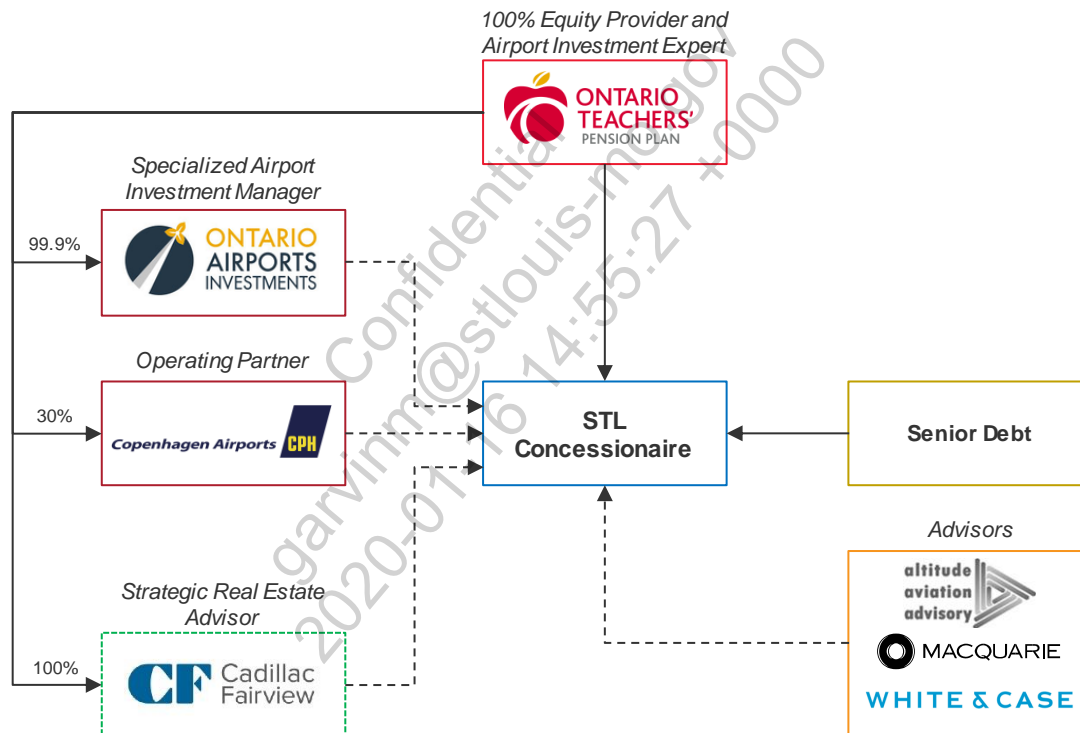 100% Equity Provider and
Airport Investment Expert
ONTARIO
TEACHERS'
PENSION PLAN
Specialized Airport
Investment Manager
99.9%
ONTARIO
AIRPORTS
INVESTMENTS
Operating Partner
30%
Copenhagen Airports
CPH
STL
Concessionaire
Senior Debt
Advisors
altitude
aviation
advisory
MACQUARIE
WHITE & CASE
Strategic Real Estate
Advisor
100%
CF
Cadillac
Fairview
Confidential
garvinm@stlouis-mo.gov
2020-01-16 14:55:27 +0000